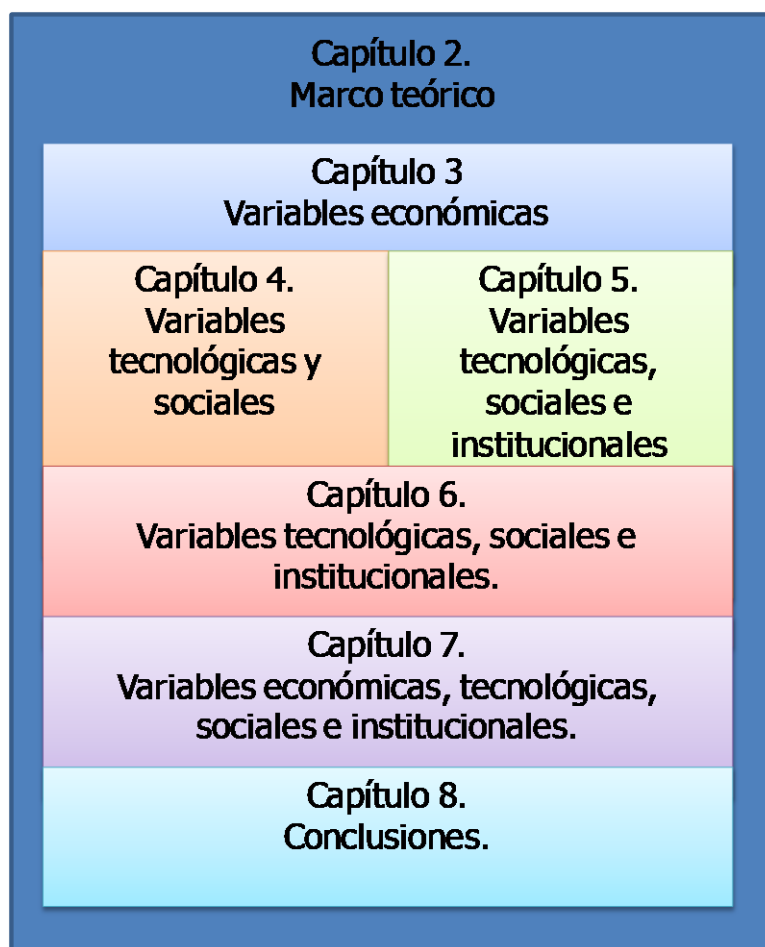 Capítulo 2.
Marco teórico
Capítulo 3
Variables económicas
Capítulo 4.
Variables
tecnológicas y
sociales
Capítulo 5.
Variables
tecnológicas,
sociales e
institucionales
Capítulo 6.
Variables tecnológicas, sociales e
institucionales.
Capítulo 7.
Variables económicas, tecnológicas,
sociales e institucionales.
Capítulo 8.
Conclusiones.